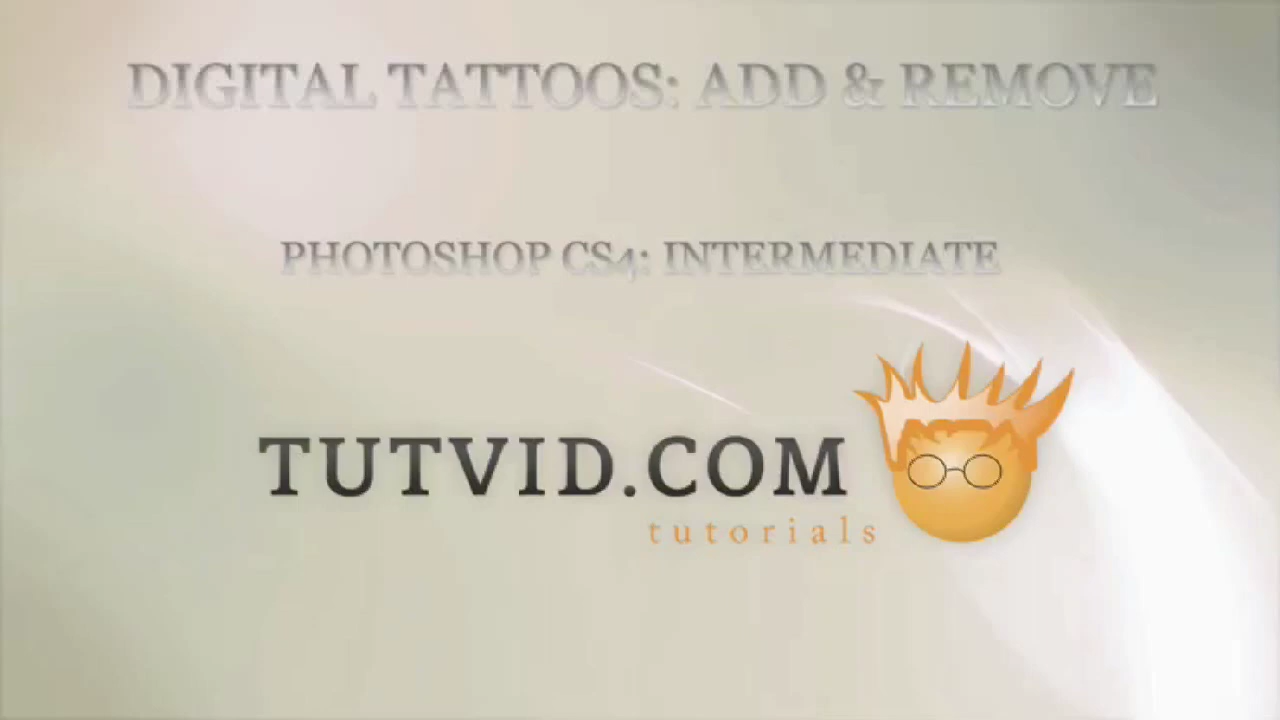 DIGITAL TATTOOS: ADD & REMOVE
PHOTOSHOP CS4: INTERMEDIATE
TUTVID.COM
tutorials